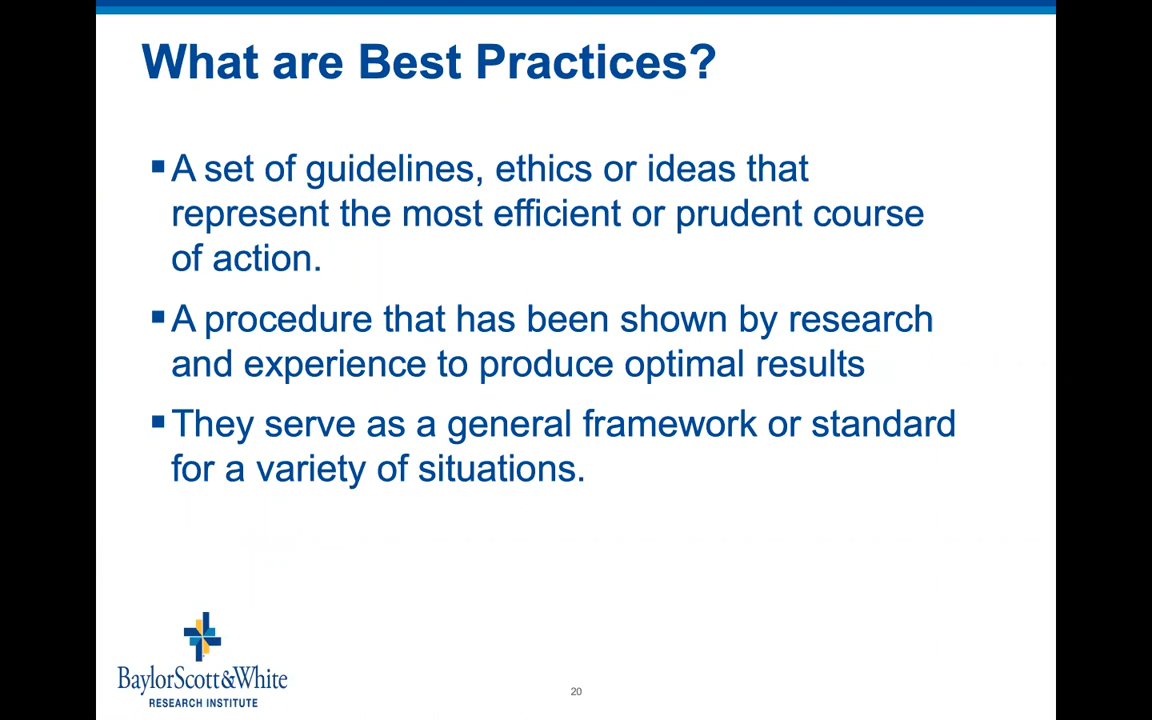 What are Best Practices?
▪A set of guidelines, ethics or ideas that
represent the most efficient or prudent course
of action.
▪A procedure that has been shown by research
and experience to produce optimal results
▪They serve as a general framework or standard
for a variety of situations.
BaylorScott&White
RESEARCH INSTITUTE
20